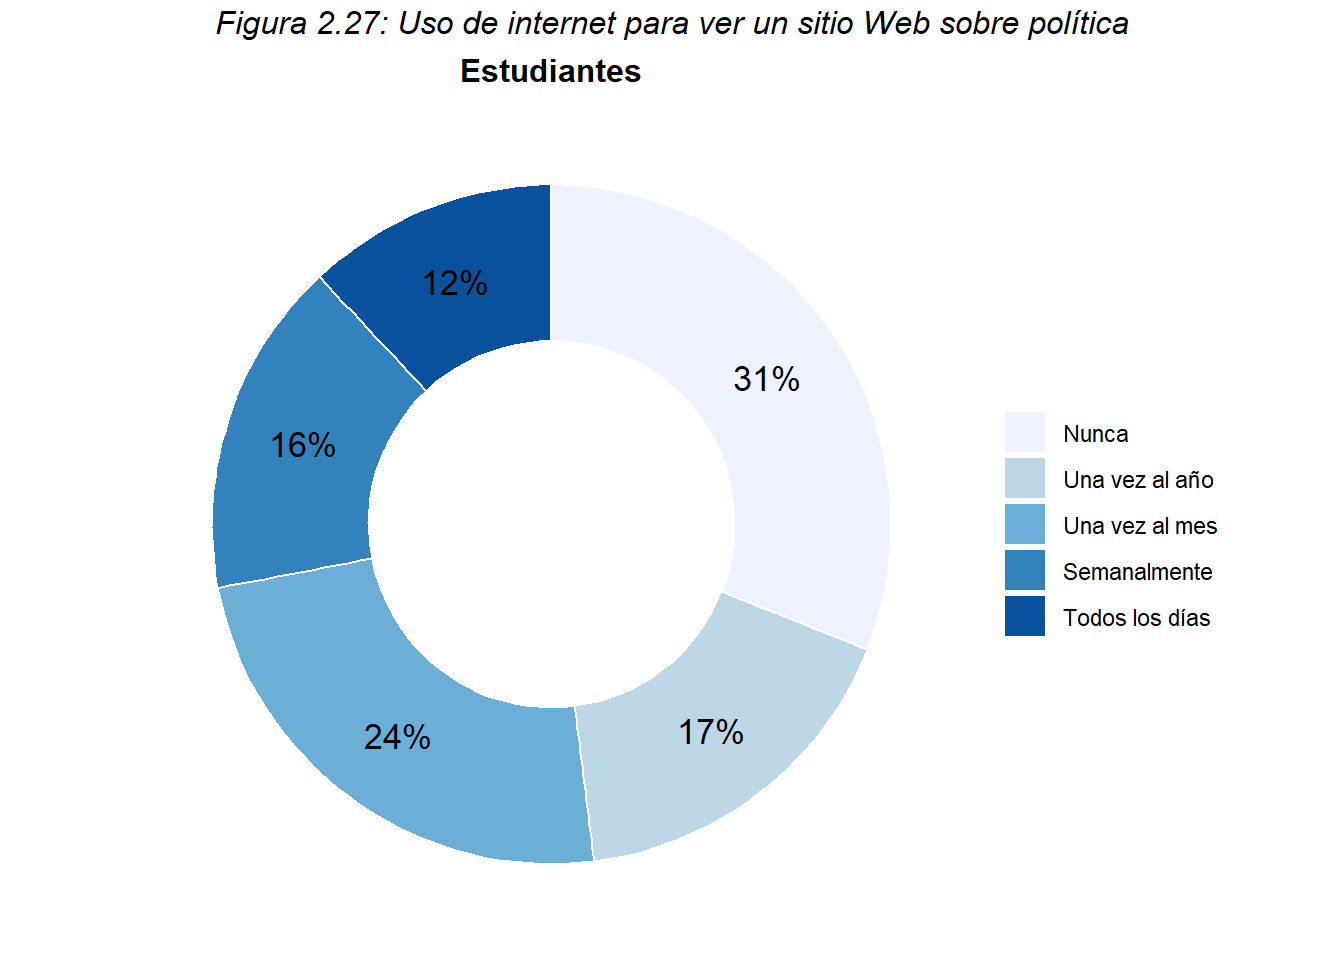 Figura 2.27: Uso de internet para ver un sitio Web sobre política
Estudiantes
12%
31%
16%
24%
17%
Nunca
Una vez al año
Una vez al mes
Semanalmente
Todos los días